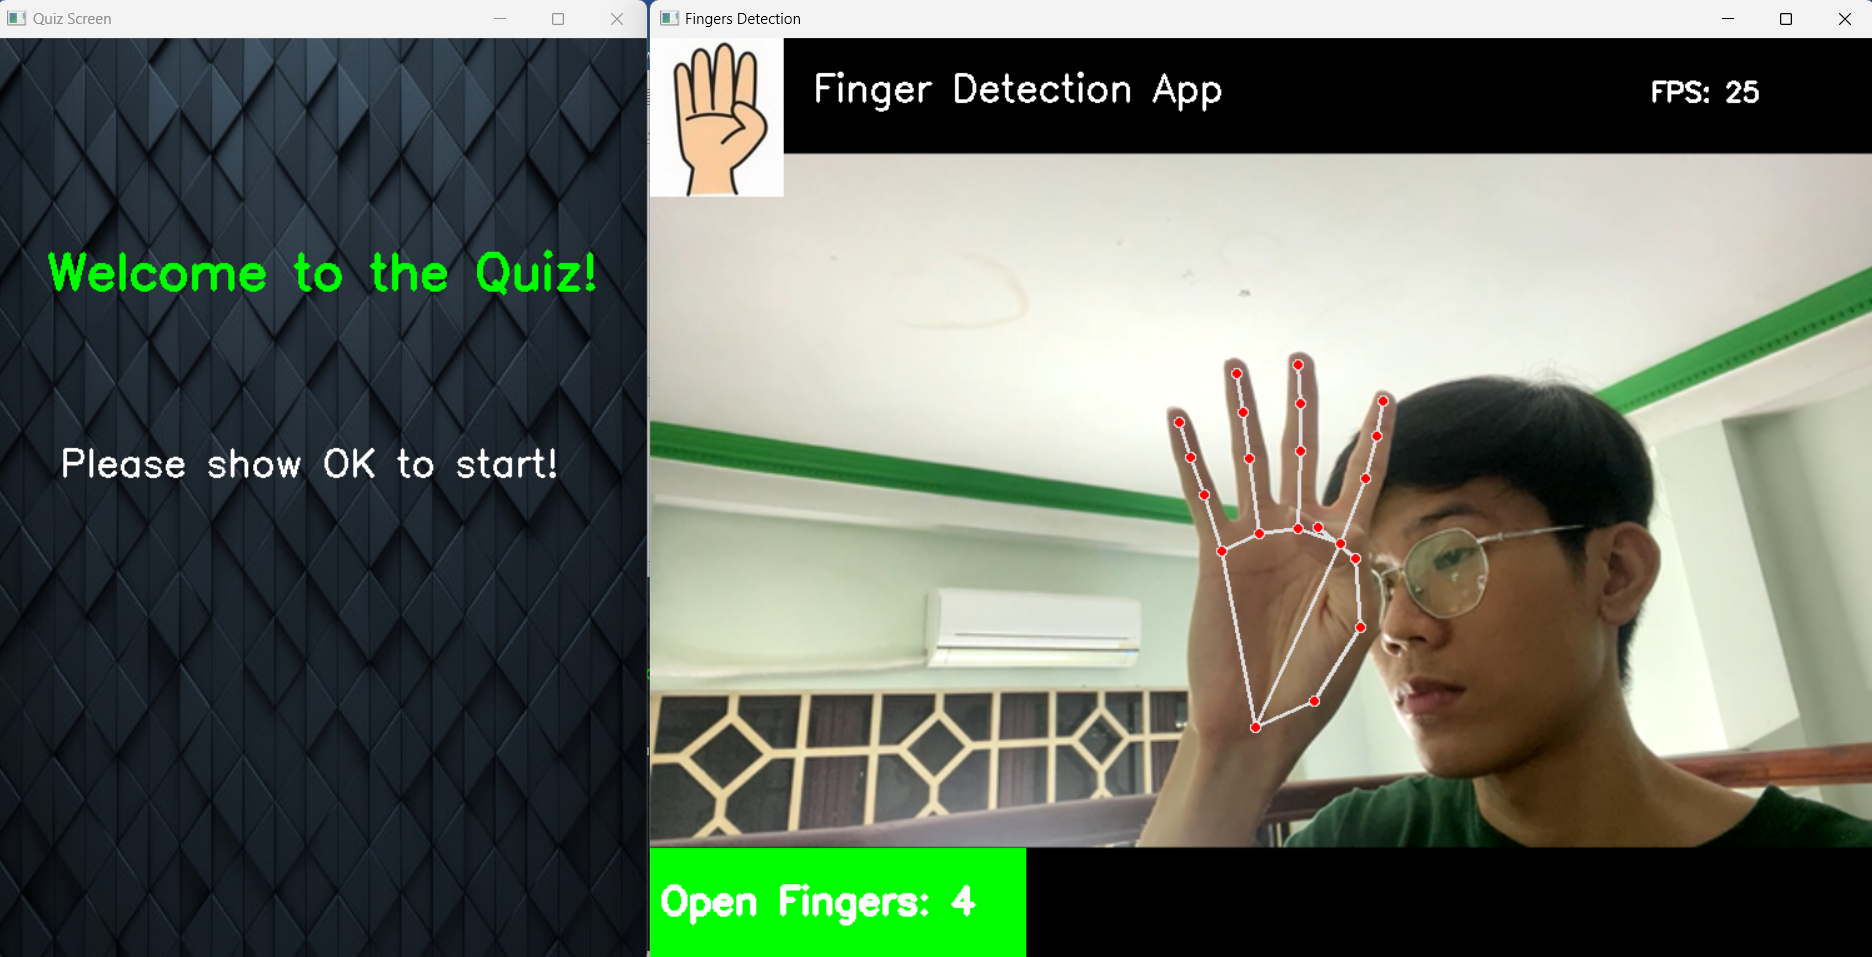 Quiz Screen
Welcome to the Quiz!
Please show OK to start!
Fingers Detection
Finger Detection App
FPS: 25
Open Fingers: 4